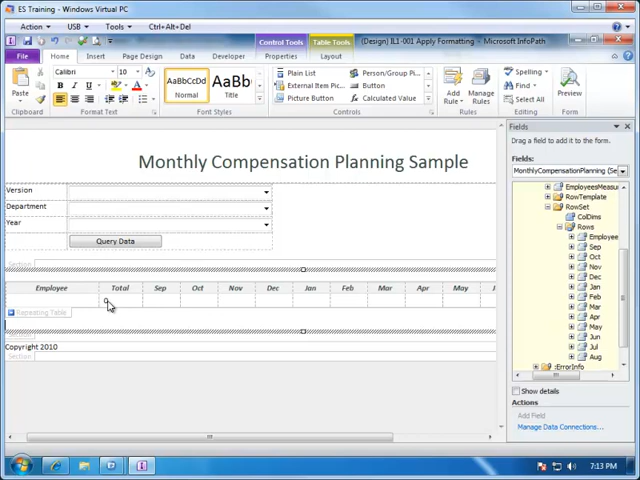 ES Training - Windows Virtual PC
Action USB Tools Ctrl+Alt+Del
Control Tools Table Tools (Design) IL1-001 Apply Formatting - Microsoft InfoPath
File Home Insert Page Design Data Developer Properties Layout
Calibri 10 AaBbCcDd AaBb Plain List Person/Group Pic... Spelling
External Item Pic... Button Find
Paste B I U Normal Title Picture Button Calculated Value Add Rule Manage Rules Select All Preview
Clipboard Format Text Font Styles Controls Rules Editing Form
Fields
Drag a field to add it to the form.
Fields:
MonthlyCompensationPlanning (Se
EmployeesMeasu
RowTemplate
RowSet
ColDims
Rows
Employee
Sep
Oct
Nov
Dec
Jan
Feb
Mar
Apr
May
Jun
Jul
Aug
:ErrorInfo
Show details
Actions
Add Field
Manage Data Connections...
Monthly Compensation Planning Sample
Version
Department
Year
Query Data
Section
Employee Total Sep Oct Nov Dec Jan Feb Mar Apr May J
0
Repeating Table
Section
Copyright 2010
Section
7:13 PM